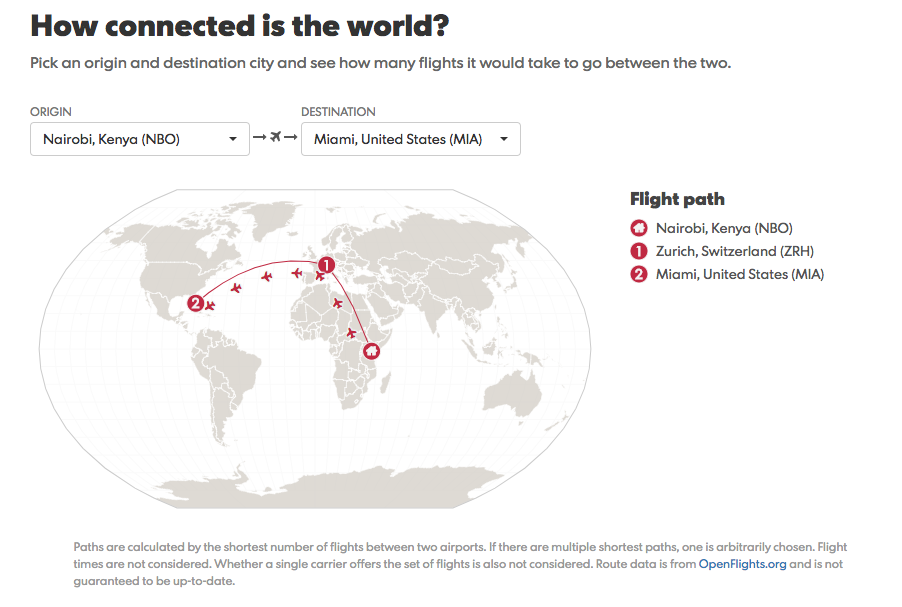 How connected is the world?
Pick an origin and destination city and see how many flights it would take to go between the two.
ORIGIN
DESTINATION
Nairobi, Kenya (NBO)
Miami, United States (MIA)
Flight path
Nairobi, Kenya (NBO)
1 Zurich, Switzerland (ZRH)
2 Miami, United States (MIA)
1
2
Paths are calculated by the shortest number of flights between two airports. If there are multiple shortest paths, one is arbitrarily chosen. Flight
times are not considered. Whether a single carrier offers the set of flights is also not considered. Route data is from OpenFlights.org and is not
guaranteed to be up-to-date.